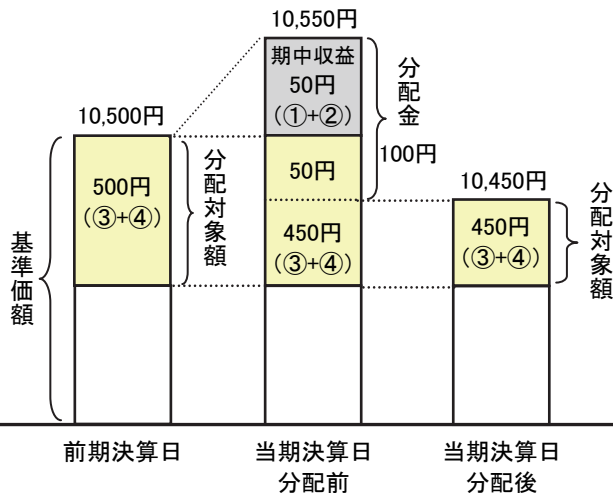 10,550円
期中収益
50円
(①+②)
分配金
100円
10,500円
500円
(③+④)
分配対象額
50円
450円
(③+④)
10,450円
450円
(③+④)
分配対象額
基準価額
前期決算日
当期決算日
分配前
当期決算日
分配後